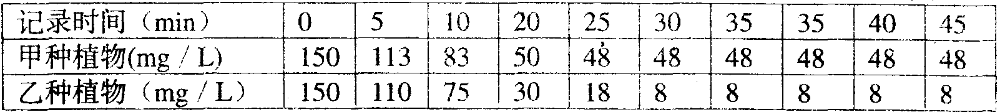 记录时间（min） 0 5 10 20 25 30 35 35 40 45
甲种植物(mg / L) 150 113 83 50 48 48 48 48 48 48
乙种植物（mg / L） 150 110 75 30 18 8 8 8 8 8